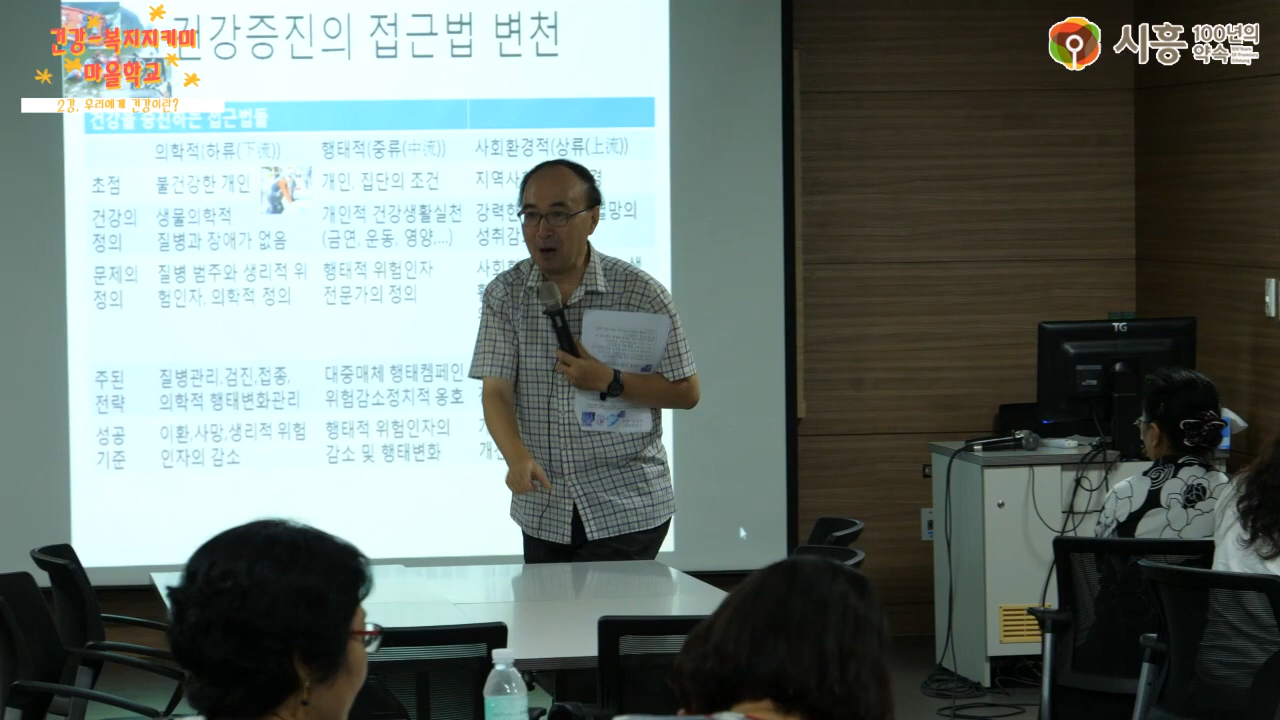 건강-복지지키미
마을학교
2강. 우리에게 건강이란?
시흥 100년의 약속
건강증진의 접근법 변천
건강을 증진하는 접근법들
의학적(하류(下流)) 행태적(중류(中流)) 사회환경적(상류(上流))
초점 불건강한 개인 개인, 집단의 조건
건강의 정의 생물의학적 개인적 건강생활실천
질병과 장애가 없음 (금연, 운동, 영양,...)
문제의 정의 질병 범주와 생리적 위험인자, 의학적 정의 행태적 위험인자
전문가의 정의
주된 전략 질병관리,검진,접종, 대중매체 행태켐페인
의학적 행태변화관리 위험감소정치적 옹호
성공 기준 이환,사망,생리적 위험 행태적 위험인자의
인자의 감소 감소 및 행태변화
TG